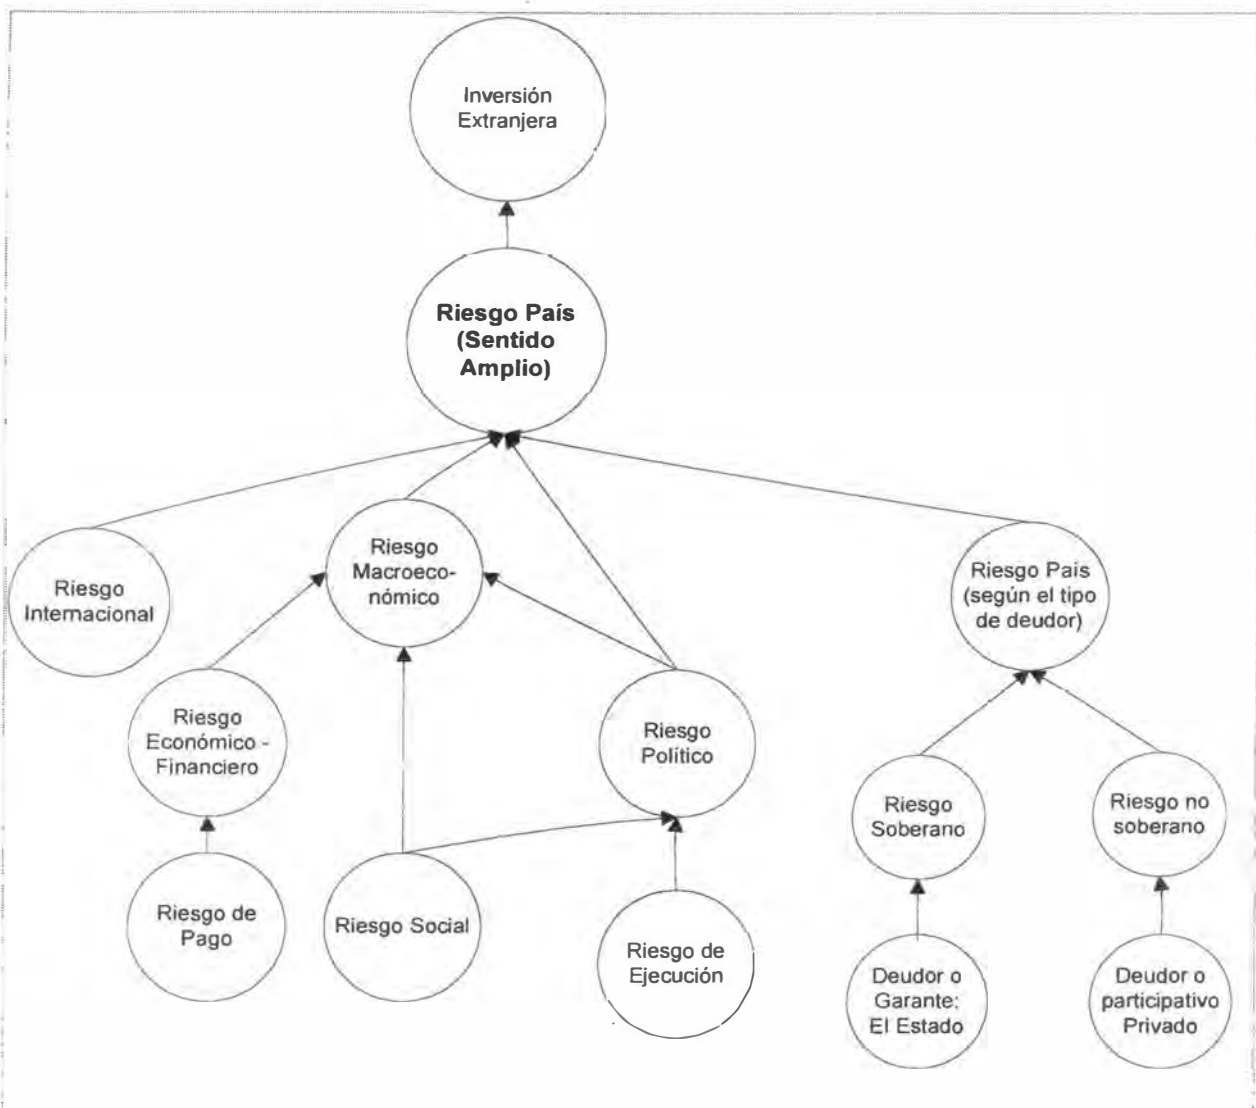 Inversión
Extranjera
Riesgo País
(Sentido
Amplio)
Riesgo
Internacional
Riesgo
Macroeco-
nómico
Riesgo País
(según el tipo
de deudor)
Riesgo
Económico -
Financiero
Riesgo
Político
Riesgo
Soberano
Riesgo no
soberano
Riesgo de
Pago
Riesgo Social
Riesgo de
Ejecución
Deudor o
Garante:
El Estado
Deudor o
participativo
Privado